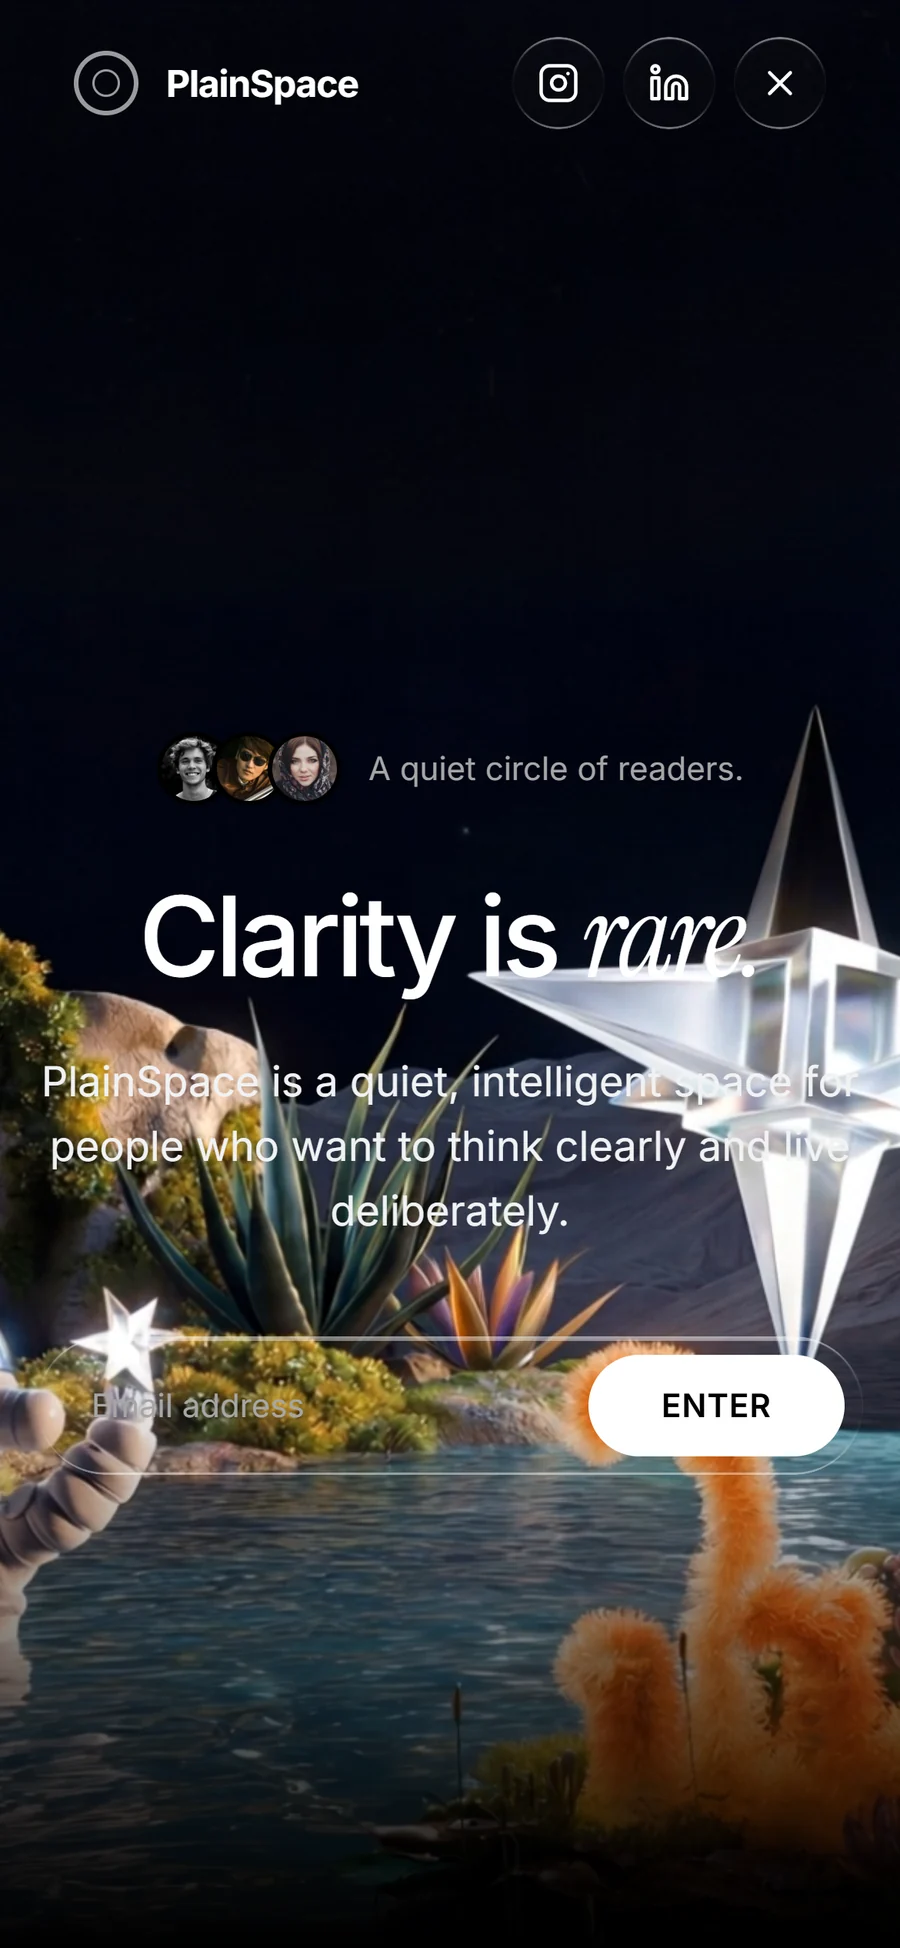 PlainSpace
A quiet circle of readers.
Clarity is rare.
PlainSpace is a quiet, intelligent space for
people who want to think clearly and live
deliberately.
Email address
ENTER